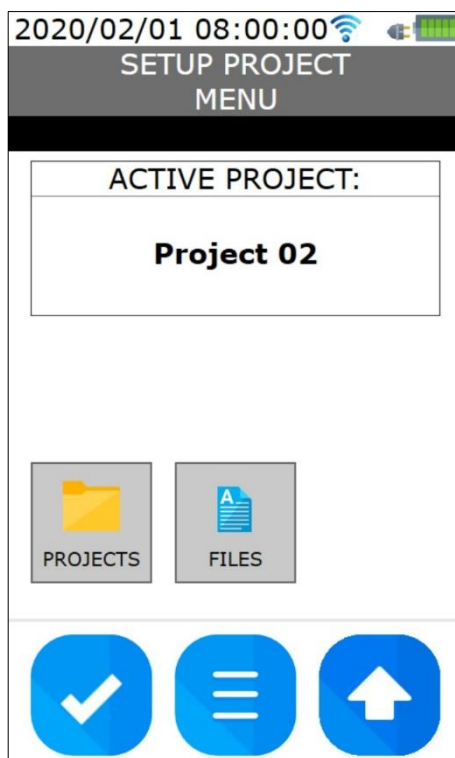 2020/02/01 08:00:00
SETUP PROJECT
MENU
ACTIVE PROJECT:
Project 02
A
PROJECTS
FILES